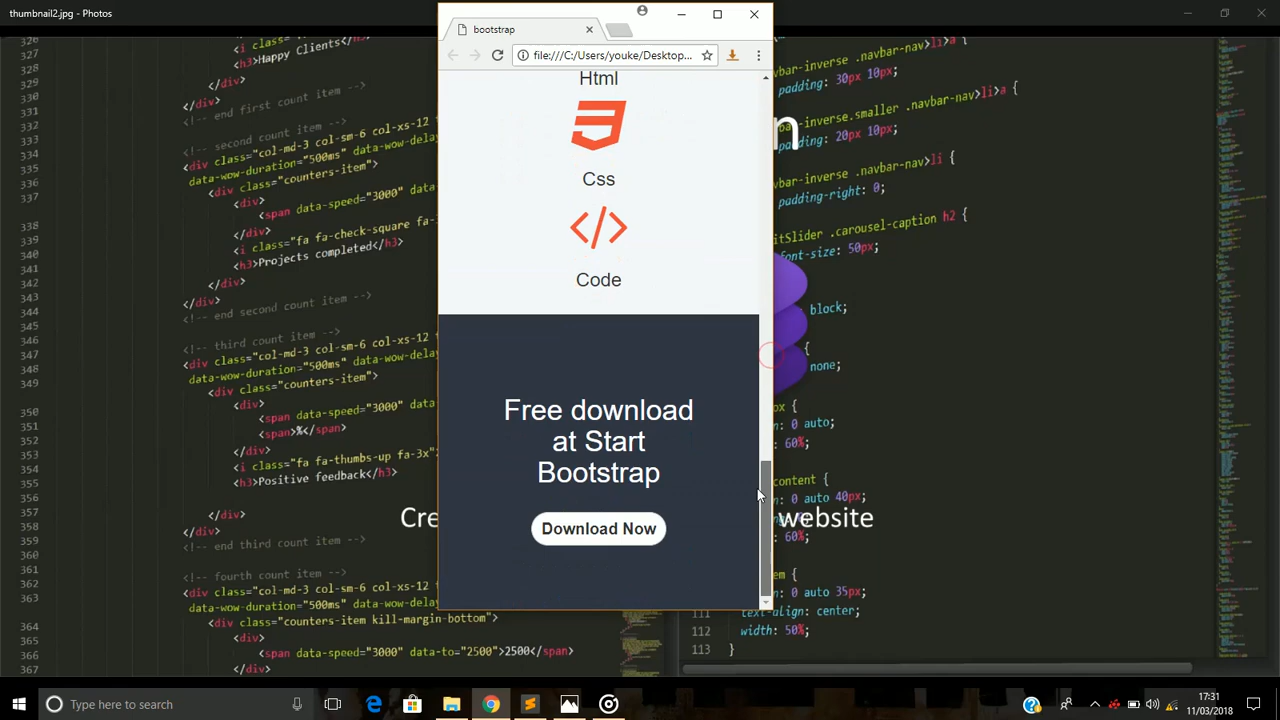 thumbnail2.jpg - Photos
bootstrap
file:///C:/Users/youke/Desktop...
Html
Css
Code
Free download
at Start
Bootstrap
Download Now
326
327
328
329
330
331
332
333
334
335
336
337
338
339
340
341
342
343
344
345
346
347
348
349
350
351
352
353
354
355
356
357
358
359
360
361
362
363
364
365
366
367
<i class=
<h3>Happy Clients</h3>
</div>
</div>
<!-- end first count item -->
<!-- second count item -->
<div class="col-md-3 col-sm-6 col-xs-12
data-wow-duration="500ms" data-wow-delay
<div class="counters-item">
<div>
<span data-speed="3000"
</div>
<i class="fa fa-check-square fa-
<h3>Projects completed</h3>
</div>
</div>
<!-- end second count item -->
<!-- third count item -->
<div class="col-md-3 col-sm-6 col-xs-12
data-wow-duration="500ms" data-wow-delay
<div class="counters-item">
<div>
<span data-speed="3000"
<span>%</span>
</div>
<i class="fa fa-thumbs-up fa-3x">
<h3>Positive feedback</h3>
</div>
</div>
<!-- end third count item -->
<!-- fourth count item -->
<div class="col-md-3 col-sm-6 col-xs-12
data-wow-duration="500ms" data-wow-delay
<div class="counters-item kill-margin-bottom">
<div>
<span data-speed="3000" data-to="2500">2500</span>
</div>
navbar-inverse .navbar-nav>li>a {
padding: 30px 10px;
navbar-inverse.smaller .navbar-nav>li>a {
padding: 20px 10px;
navbar-inverse .navbar-nav>li {
padding-right: 0;
itSlider .carousel-caption h2 {
font-size: 50px;
block;
{
none;
px {
n: 0 auto;
60%;
content {
: 0 auto 40px;
60%;
em {
: 0 auto 35px;
111 text-align: center;
112 width: 50%;
113 }
n
Cre
website
Type here to search
17:31
11/03/2018